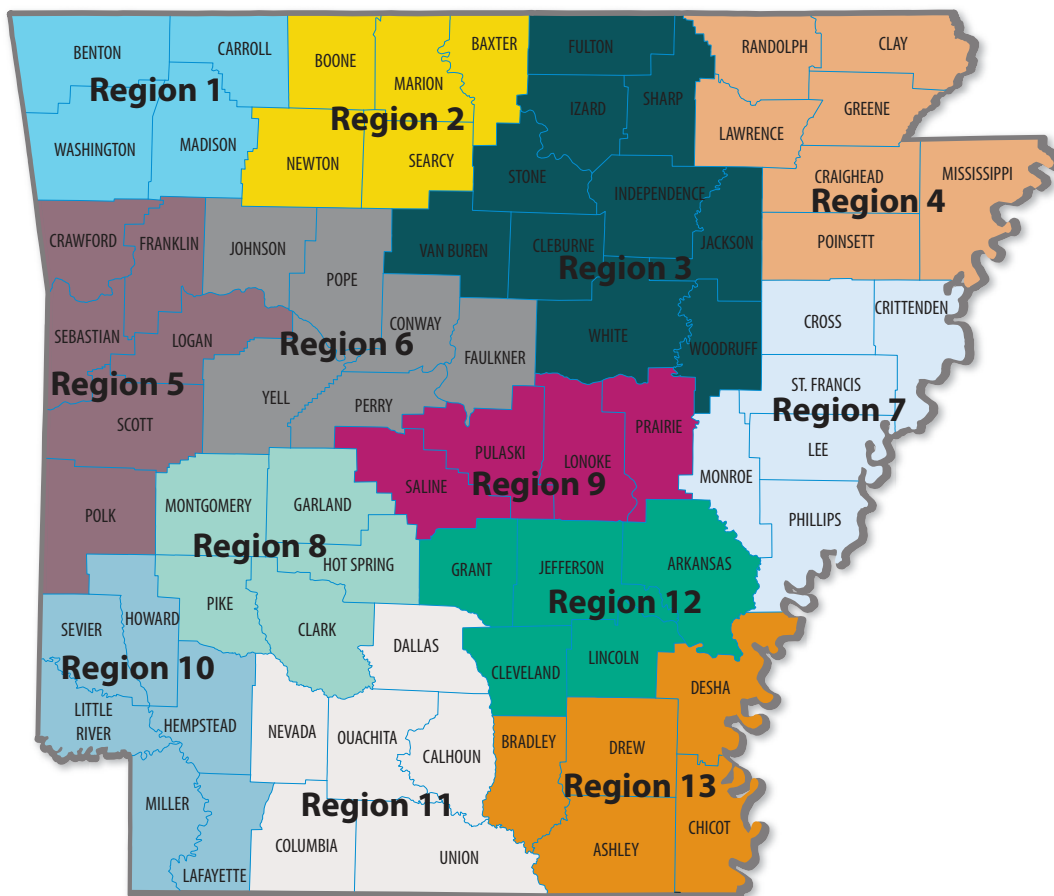 BENTON
CARROLL
Region 1
WASHINGTON
MADISON
BOONE
MARION
BAXTER
Region 2
NEWTON
SEARCY
FULTON
IZARD
SHARP
STONE
INDEPENDENCE
VAN BUREN
CLEBURNE
JACKSON
Region 3
WHITE
WOODRUFF
RANDOLPH
CLAY
GREENE
LAWRENCE
CRAIGHEAD
MISSISSIPPI
Region 4
POINSETT
CRAWFORD
FRANKLIN
SEBASTIAN
LOGAN
Region 5
SCOTT
POLK
JOHNSON
POPE
CONWAY
Region 6
FAULKNER
YELL
PERRY
CROSS
CRITTENDEN
ST. FRANCIS
Region 7
LEE
MONROE
PHILLIPS
MONTGOMERY
GARLAND
Region 8
HOT SPRING
PIKE
CLARK
PRAIRIE
PULASKI
LONOKE
SALINE
Region 9
HOWARD
SEVIER
Region 10
LITTLE
RIVER
HEMPSTEAD
MILLER
LAFAYETTE
DALLAS
NEVADA
OUACHITA
CALHOUN
Region 11
COLUMBIA
UNION
GRANT
JEFFERSON
ARKANSAS
Region 12
CLEVELAND
LINCOLN
DESHA
BRADLEY
DREW
Region 13
CHICOT
ASHLEY